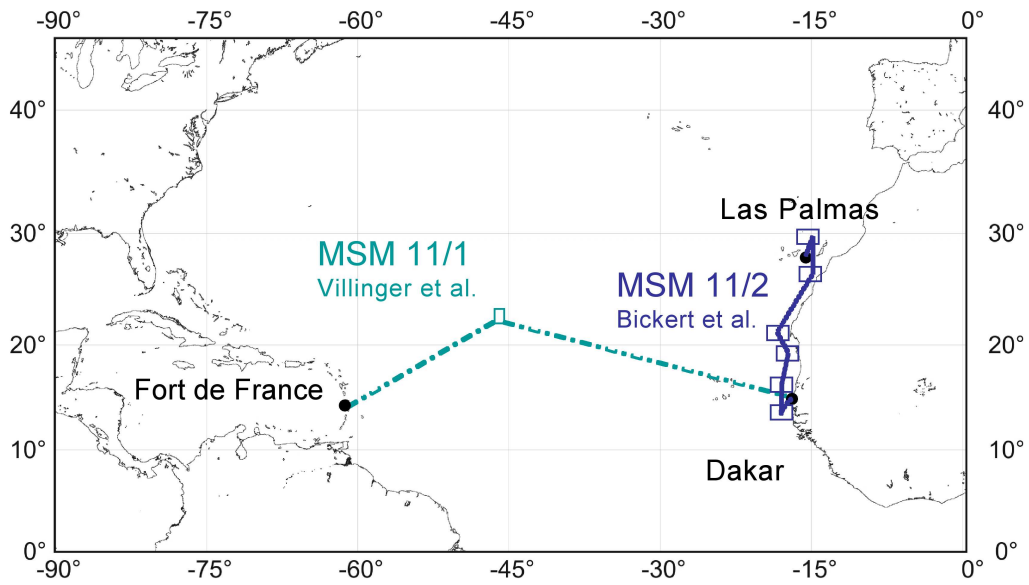 -90° -75° -60° -45° -30° -15° 0°
40° 40°
Las Palmas
30° 30°
MSM 11/1
Villinger et al.
MSM 11/2
Bickert et al.
20° 20°
Fort de France
10° 10°
Dakar
0° 0°
-90° -75° -60° -45° -30° -15° 0°